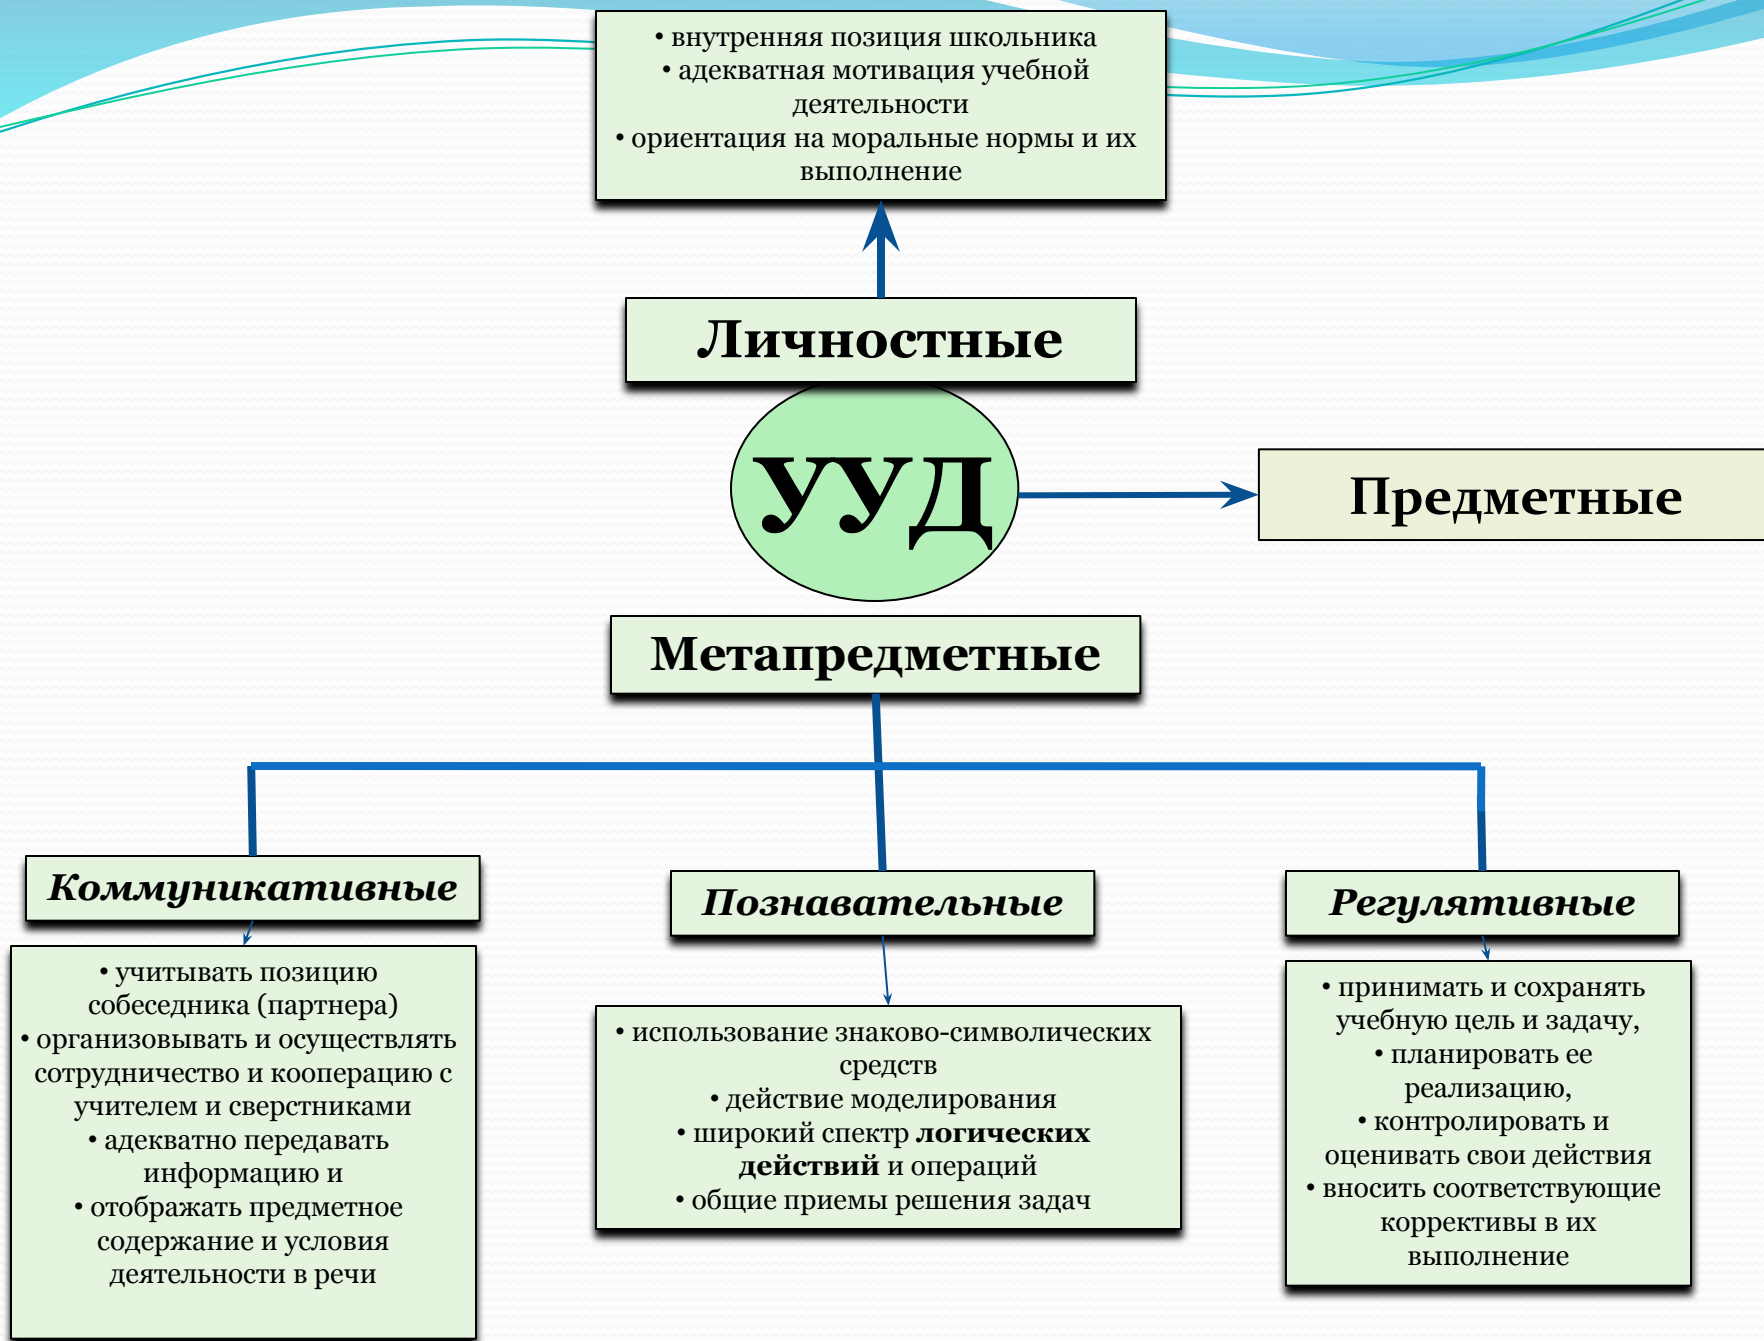 • внутренняя позиция школьника
• адекватная мотивация учебной
деятельности
• ориентация на моральные нормы и их
выполнение
Личностные
УУД
Предметные
Метапредметные
Коммуникативные
• учитывать позицию
собеседника (партнера)
• организовывать и осуществлять
сотрудничество и кооперацию с
учителем и сверстниками
• адекватно передавать
информацию и
• отображать предметное
содержание и условия
деятельности в речи
Познавательные
• использование знаково-символических
средств
• действие моделирования
• широкий спектр логических
действий и операций
• общие приемы решения задач
Регулятивные
• принимать и сохранять
учебную цель и задачу,
• планировать ее
реализацию,
• контролировать и
оценивать свои действия
• вносить соответствующие
коррективы в их
выполнение